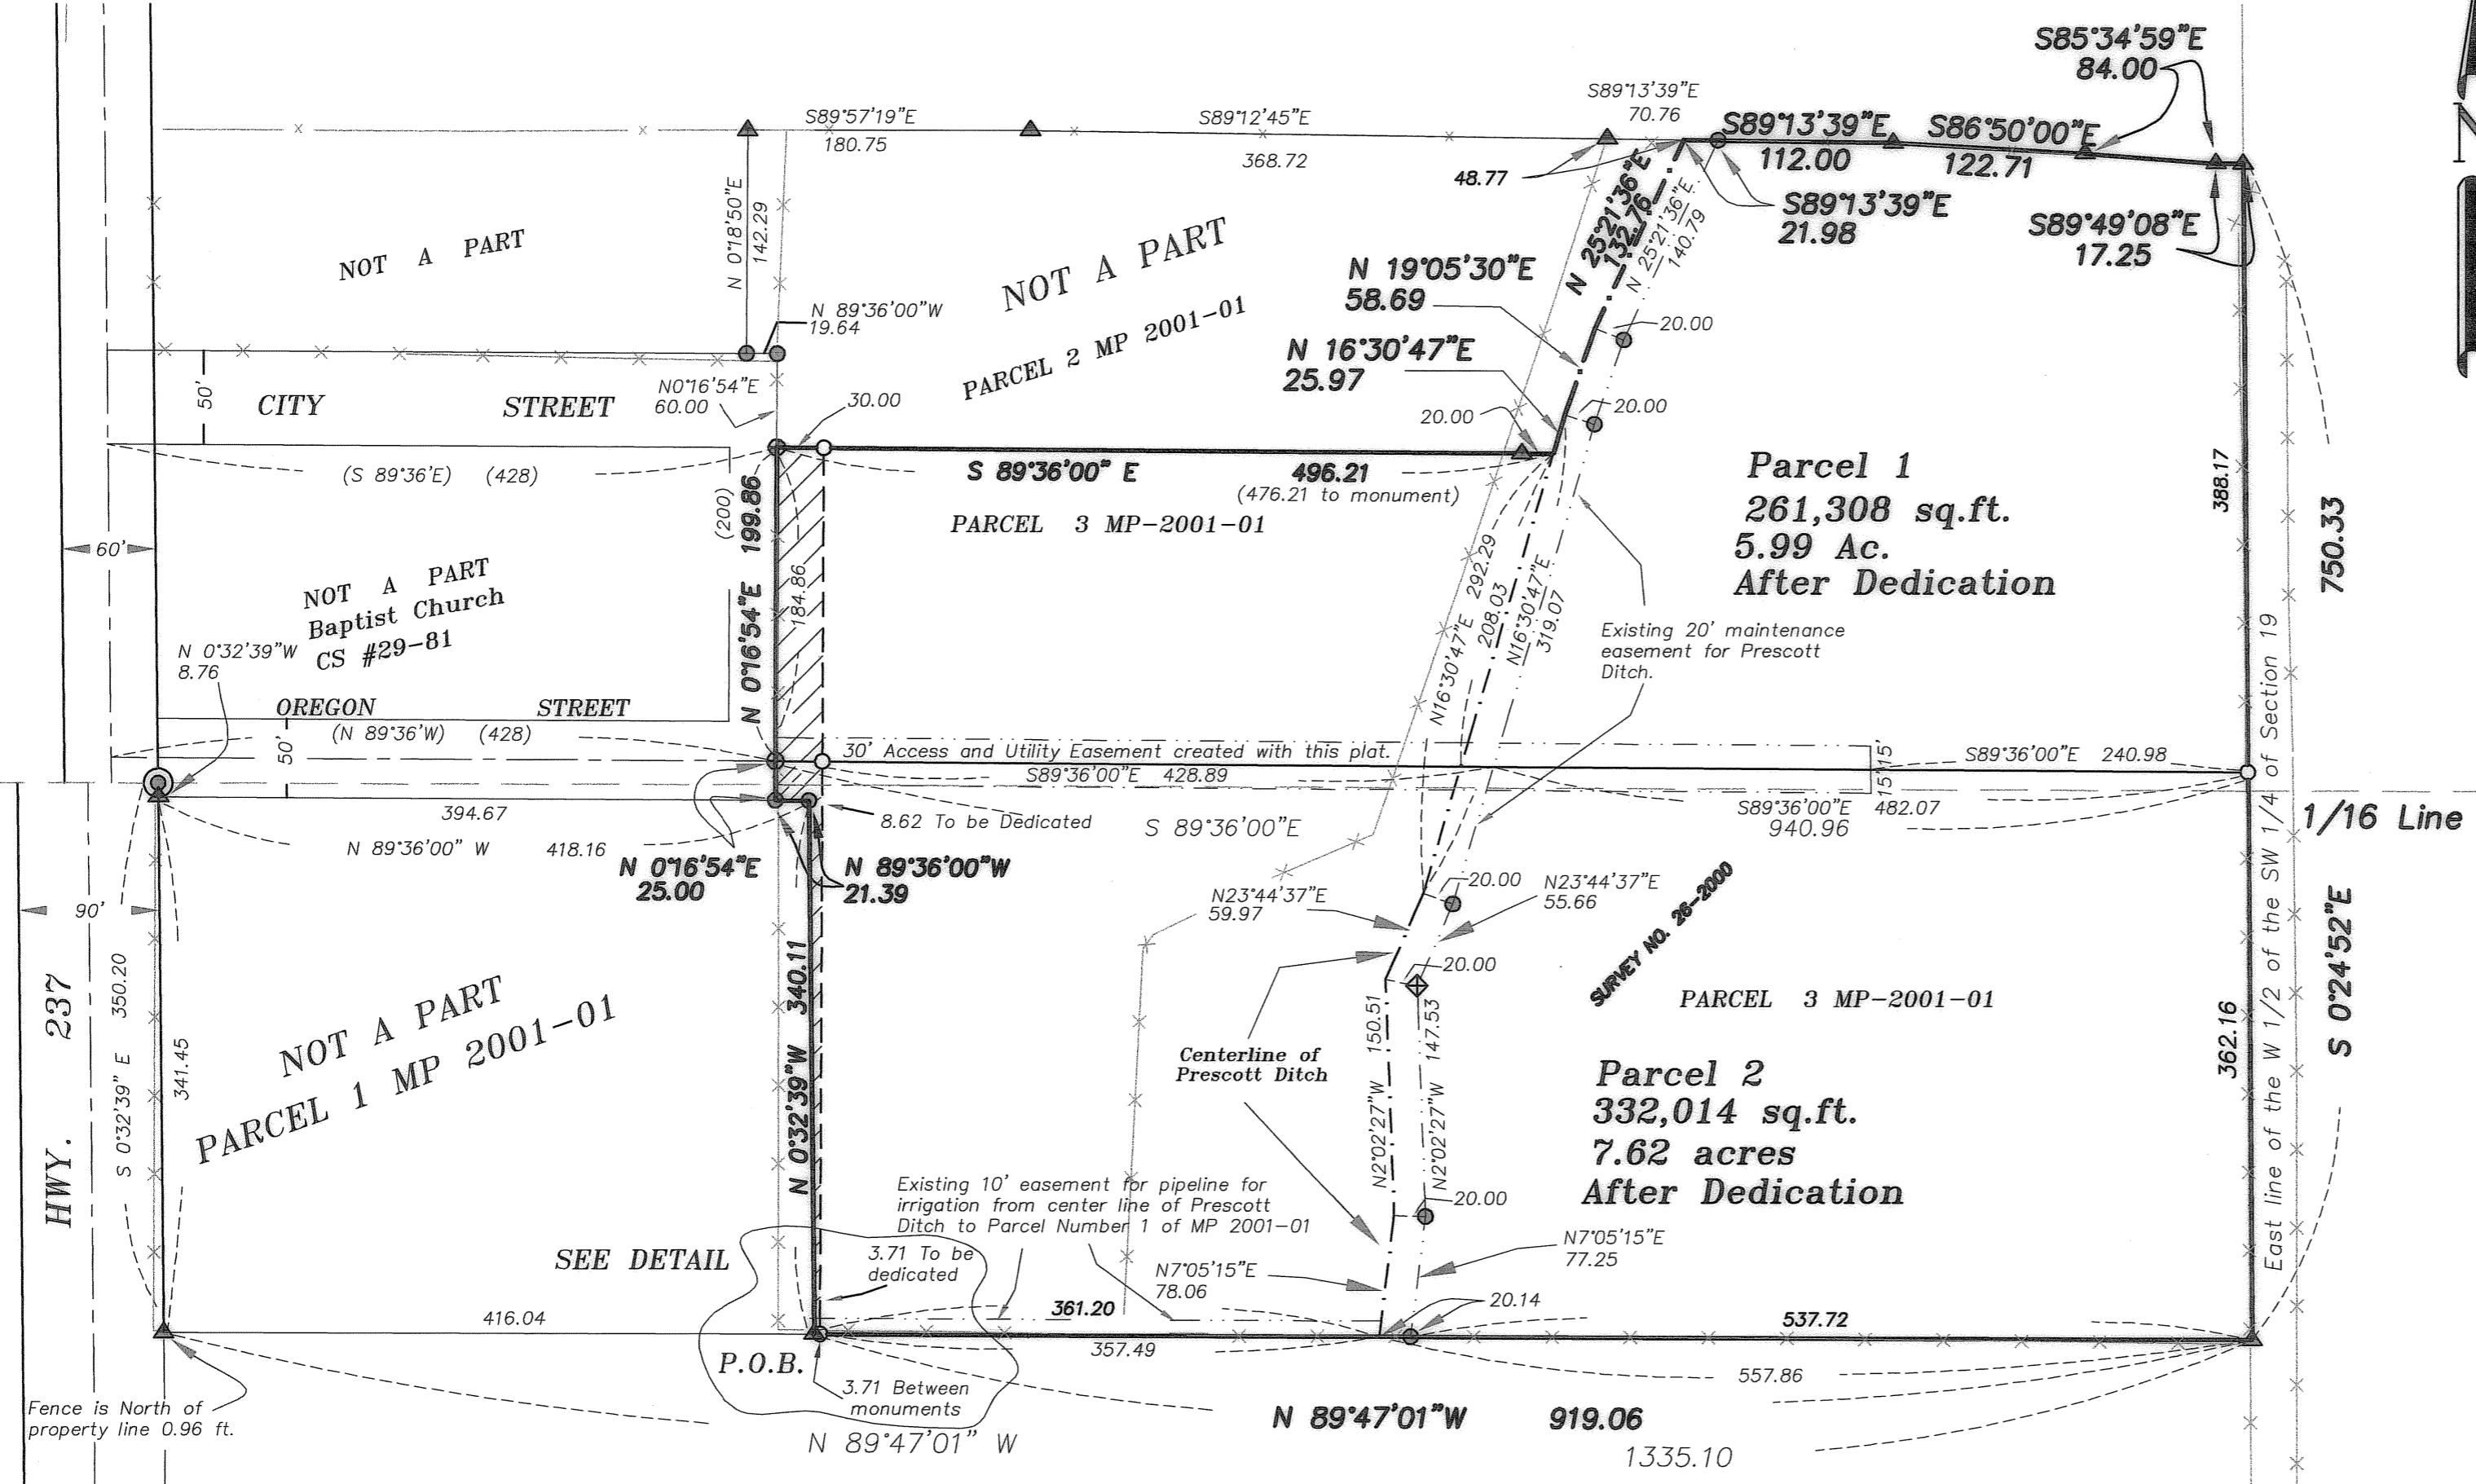 S85°34'59"E
84.00
S89°13'39"E
70.76
S89°57'19"E
180.75
S89°12'45"E
368.72
S89°13'39"E
112.00
S86°50'00"E
122.71
48.77
S89°13'39"E
21.98
S89°49'08"E
17.25
N 0°18'50"E
142.29
NOT A PART
NOT A PART
PARCEL 2 MP 2001-01
N 25°21'36"E
132.76
N 25°21'36"E
140.79
N 19°05'30"E
58.69
20.00
N 89°36'00"W
19.64
N 16°30'47"E
25.97
20.00
20.00
N0°16'54"E
60.00
30.00
50'
CITY STREET
(S 89°36'E) (428)
S 89°36'00" E 496.21
(476.21 to monument)
PARCEL 3 MP-2001-01
Parcel 1
261,308 sq.ft.
5.99 Ac.
After Dedication
388.17
750.33
60'
(200)
N 0°16'54"E 199.86
184.86
NOT A PART
Baptist Church
CS #29-81
N 0°32'39"W
8.76
N16°30'47"E 292.29
208.03
N16°30'47"E
319.07
Existing 20' maintenance
easement for Prescott
Ditch.
OREGON STREET
(N 89°36'W) (428)
50'
30' Access and Utility Easement created with this plat.
S89°36'00"E 428.89
15' 15'
S89°36'00"E 240.98
394.67
8.62 To be Dedicated
S 89°36'00"E
S89°36'00"E 482.07
940.96
1/16 Line
N 89°36'00" W 418.16
N 0°16'54"E
25.00
N 89°36'00"W
21.39
90'
HWY. 237
S 0°32'39" E 350.20
341.45
NOT A PART
PARCEL 1 MP 2001-01
N 0°32'39"W 340.11
20.00
N23°44'37"E
59.97
N23°44'37"E
55.66
20.00
SURVEY NO. 26-2000
PARCEL 3 MP-2001-01
East line of the W 1/2 of the SW 1/4 of Section 19
S 0°24'52"E
362.16
Centerline of
Prescott Ditch
N2°02'27"W 150.51
N2°02'27"W 147.53
Parcel 2
332,014 sq.ft.
7.62 acres
After Dedication
Existing 10' easement for pipeline for
irrigation from center line of Prescott
Ditch to Parcel Number 1 of MP 2001-01
20.00
N7°05'15"E
77.25
SEE DETAIL
3.71 To be
dedicated
N7°05'15"E
78.06
416.04
361.20
20.14
537.72
357.49
P.O.B.
557.86
3.71 Between
monuments
Fence is North of
property line 0.96 ft.
N 89°47'01"W 919.06
N 89°47'01" W
1335.10